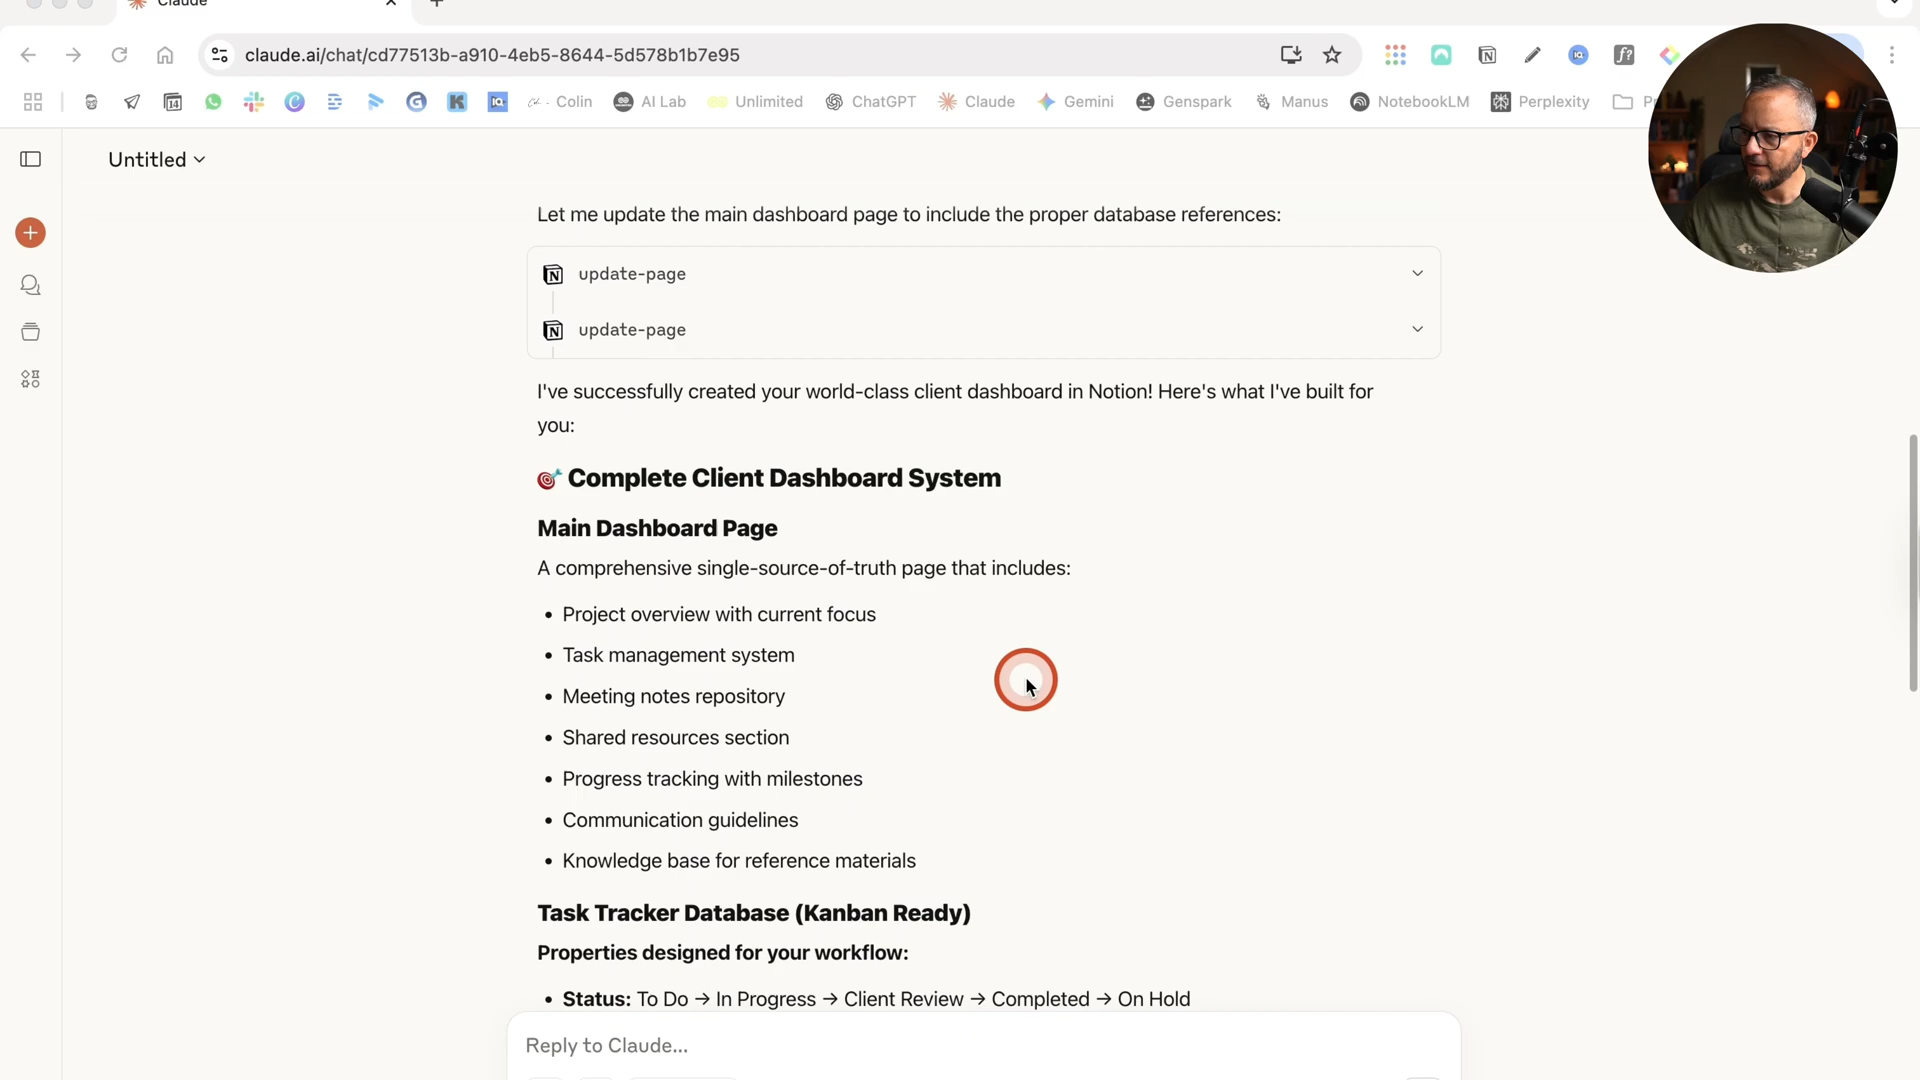 Claude
claude.ai/chat/cd77513b-a910-4eb5-8644-5d578b1b7e95
14
Colin
AI Lab
Unlimited
ChatGPT
Claude
Gemini
Genspark
Manus
NotebookLM
Perplexity
Untitled
Let me update the main dashboard page to include the proper database references:
update-page
update-page
I've successfully created your world-class client dashboard in Notion! Here's what I've built for
you:
🎯 Complete Client Dashboard System
Main Dashboard Page
A comprehensive single-source-of-truth page that includes:
• Project overview with current focus
• Task management system
• Meeting notes repository
• Shared resources section
• Progress tracking with milestones
• Communication guidelines
• Knowledge base for reference materials
Task Tracker Database (Kanban Ready)
Properties designed for your workflow:
• Status: To Do → In Progress → Client Review → Completed → On Hold
Reply to Claude...